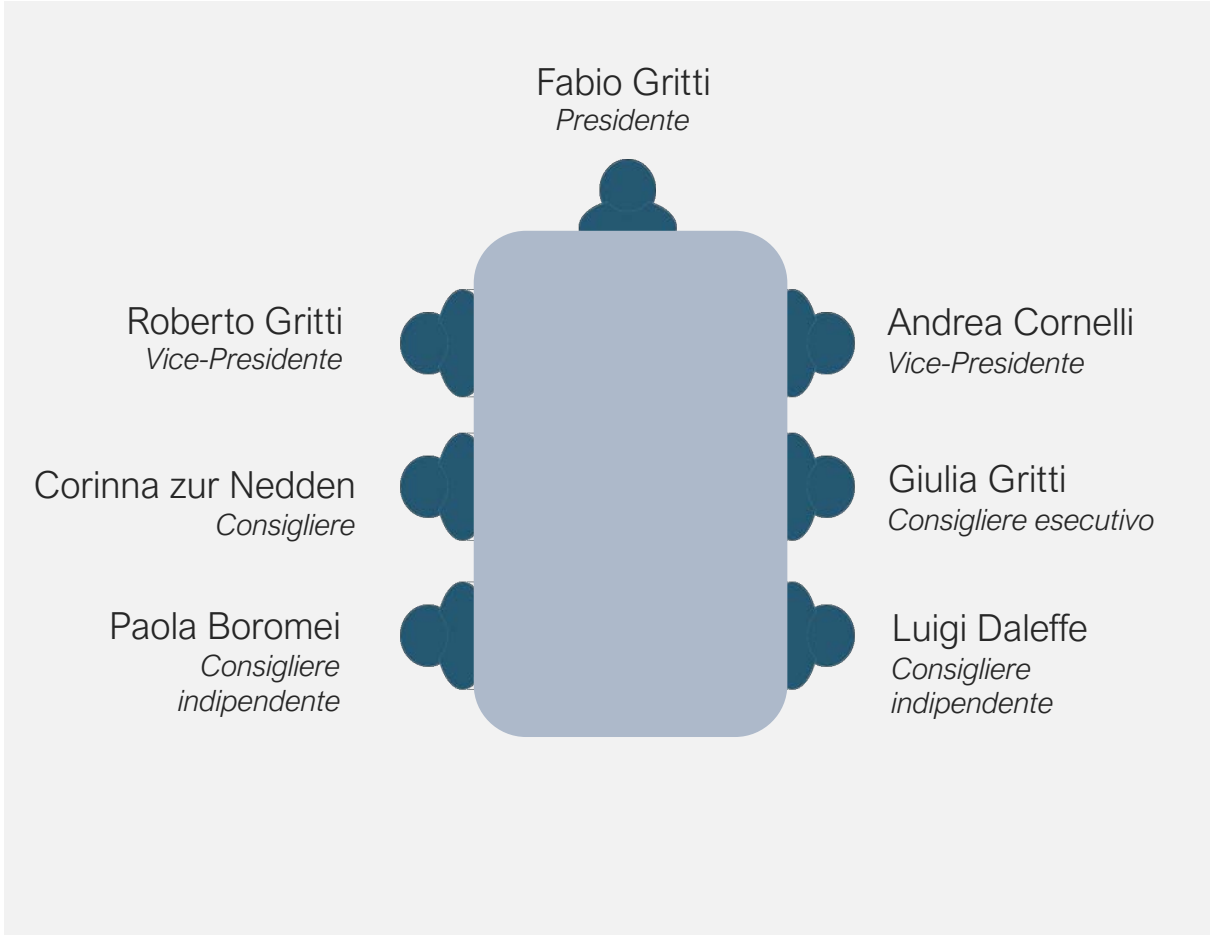 Fabio Gritti
Presidente
Roberto Gritti
Vice-Presidente
Andrea Cornelli
Vice-Presidente
Corinna zur Nedden
Consigliere
Giulia Gritti
Consigliere esecutivo
Paola Boromei
Consigliere
indipendente
Luigi Daleffe
Consigliere
indipendente